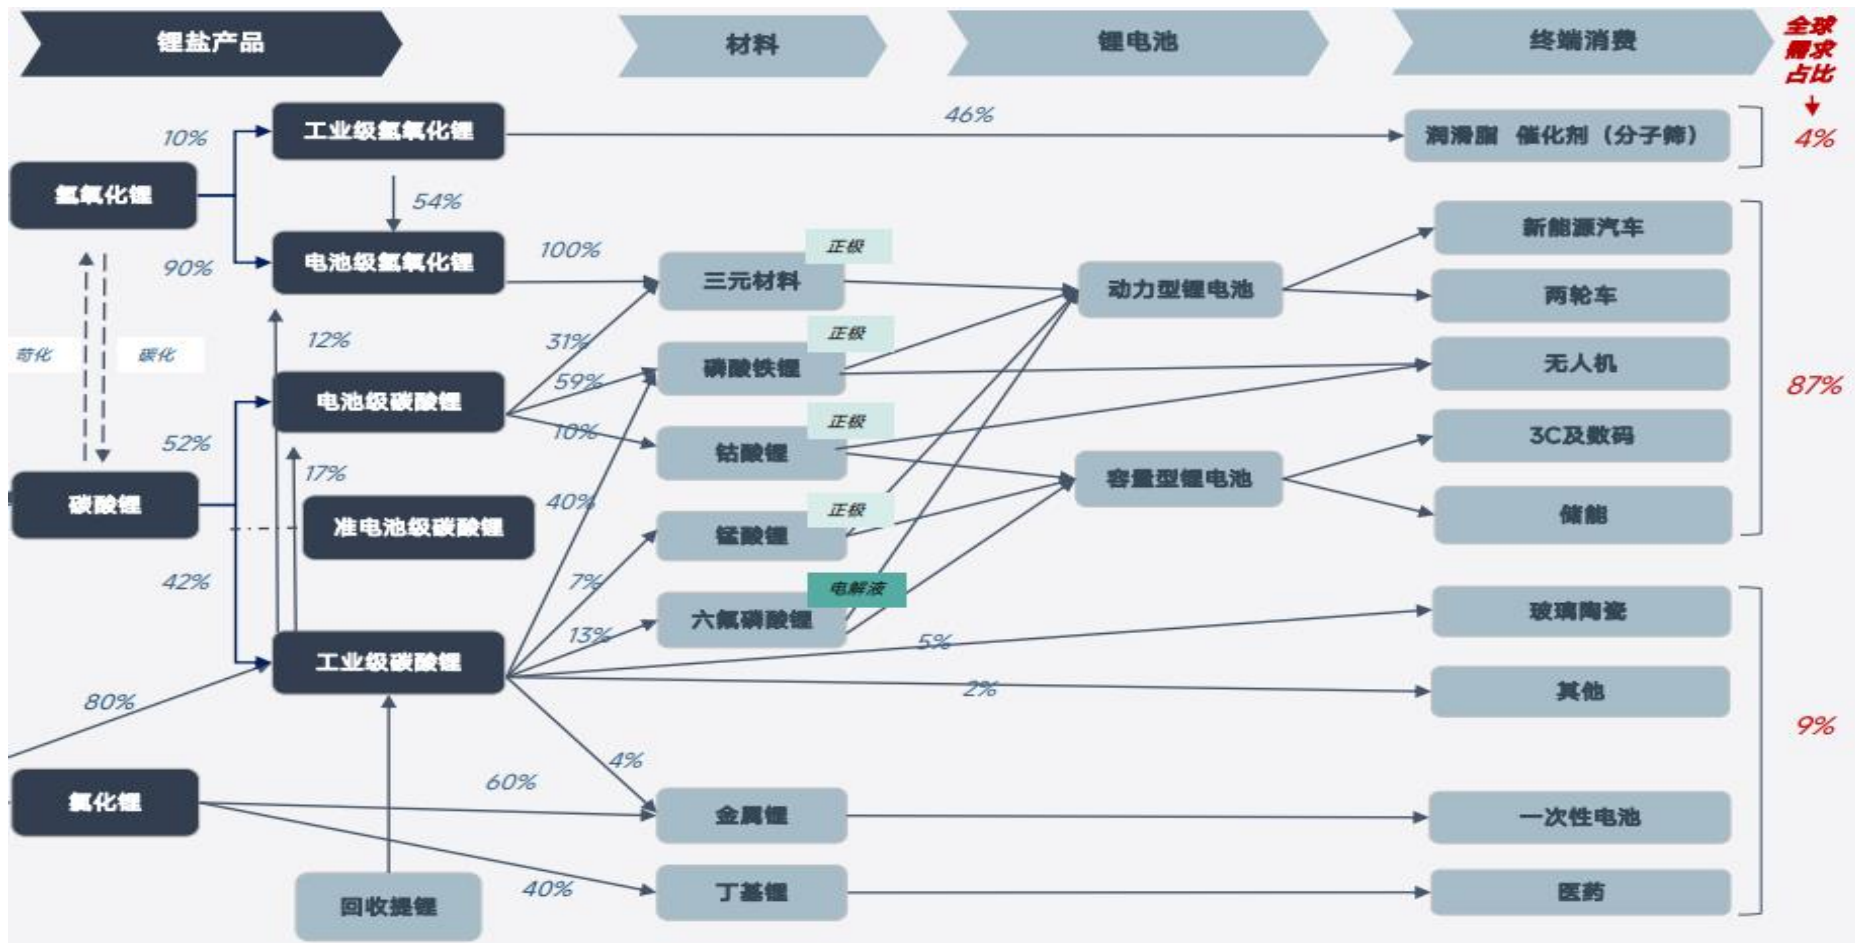 锂盐产品
材料
锂电池
终端消费
全球
需求
占比
10%
工业级氢氧化锂
46%
润滑脂 催化剂（分子筛）
4%
氢氧化锂
54%
90%
电池级氢氧化锂
100%
正极
三元材料
动力型锂电池
新能源汽车
两轮车
苛化
碳化
12%
31%
正极
磷酸铁锂
59%
无人机
87%
电池级碳酸锂
10%
正极
钴酸锂
3C及数码
52%
17%
容量型锂电池
碳酸锂
准电池级碳酸锂
40%
正极
锰酸锂
储能
42%
7%
电解液
六氟磷酸锂
13%
玻璃陶瓷
5%
工业级碳酸锂
2%
其他
80%
9%
4%
60%
氯化锂
金属锂
一次性电池
40%
丁基锂
医药
回收提锂